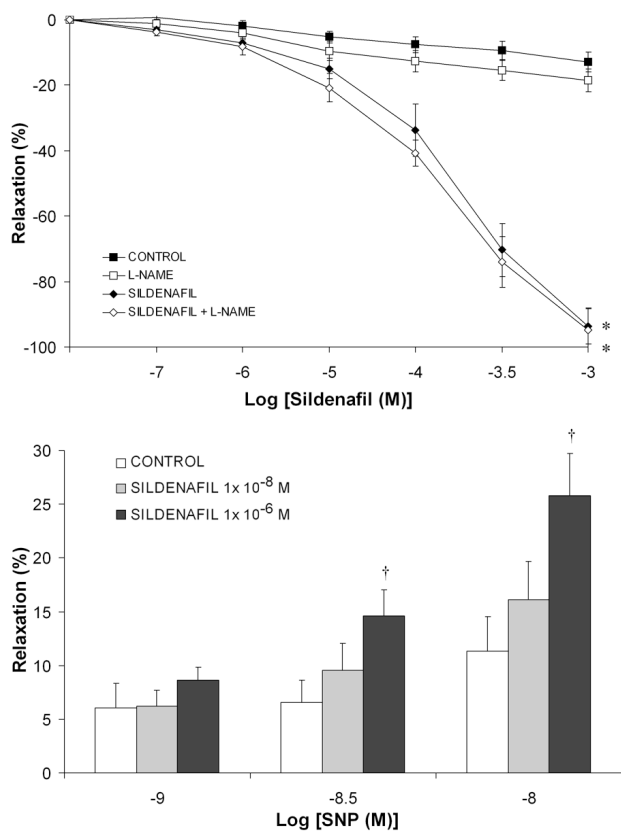 0
-20
-40
-60
-80
-100
Relaxation (%)
CONTROL
L-NAME
SILDENAFIL
SILDENAFIL + L-NAME
*
*
-7 -6 -5 -4 -3.5 -3
Log [Sildenafil (M)]
30
25
20
15
10
5
0
Relaxation (%)
CONTROL
SILDENAFIL 1x 10⁻⁸ M
SILDENAFIL 1x 10⁻⁶ M
†
†
-9 -8.5 -8
Log [SNP (M)]